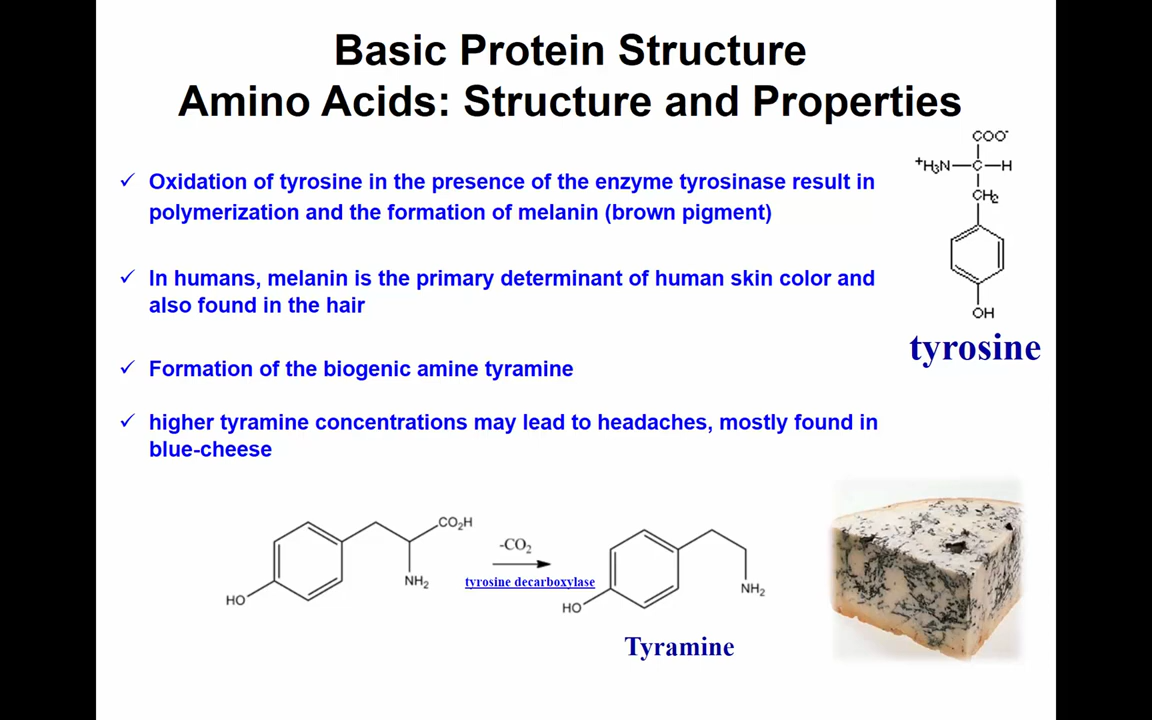 Basic Protein Structure
Amino Acids: Structure and Properties
COO-
+H3N—C—H
CH2
OH
tyrosine
✓ Oxidation of tyrosine in the presence of the enzyme tyrosinase result in
polymerization and the formation of melanin (brown pigment)
✓ In humans, melanin is the primary determinant of human skin color and
also found in the hair
✓ Formation of the biogenic amine tyramine
✓ higher tyramine concentrations may lead to headaches, mostly found in
blue-cheese
CO2H
NH2
HO
-CO2
tyrosine decarboxylase
NH2
HO
Tyramine